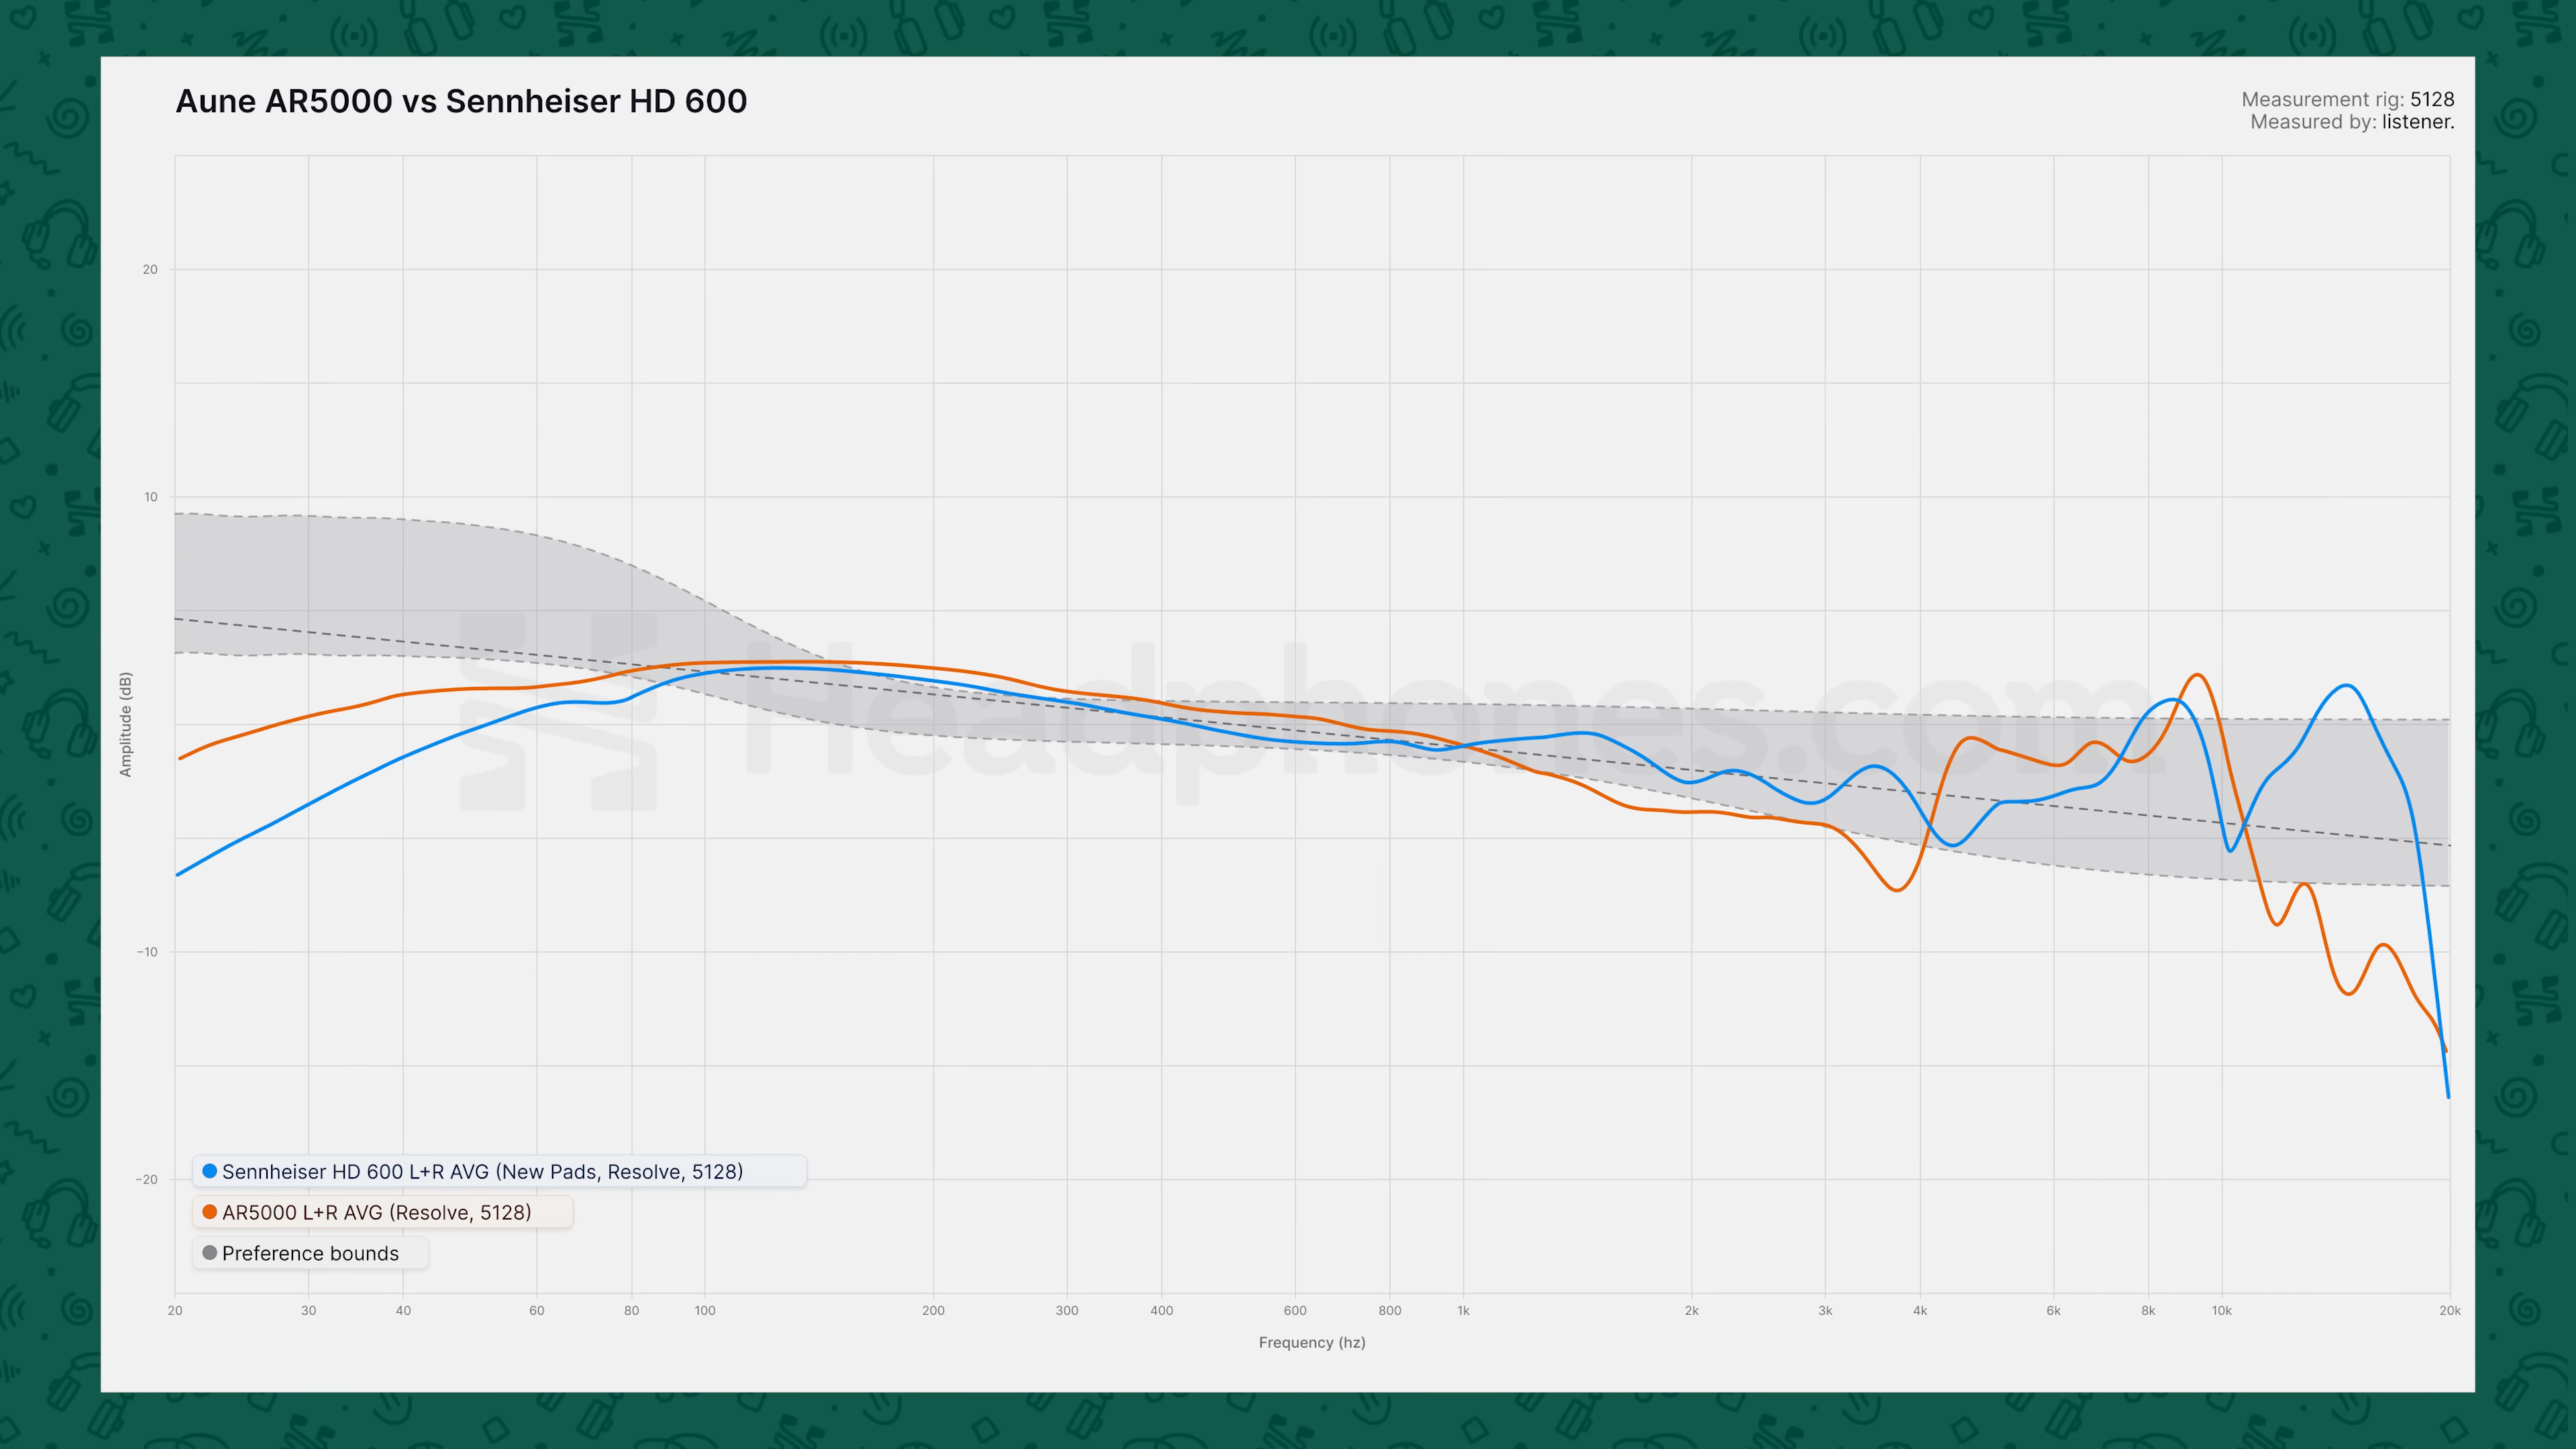 Aune AR5000 vs Sennheiser HD 600
Measurement rig: 5128
Measured by: listener.
20
10
−10
−20
Amplitude (dB)
Headphones.com
Sennheiser HD 600 L+R AVG (New Pads, Resolve, 5128)
AR5000 L+R AVG (Resolve, 5128)
Preference bounds
20 30 40 60 80 100 200 300 400 600 800 1k 2k 3k 4k 6k 8k 10k 20k
Frequency (hz)